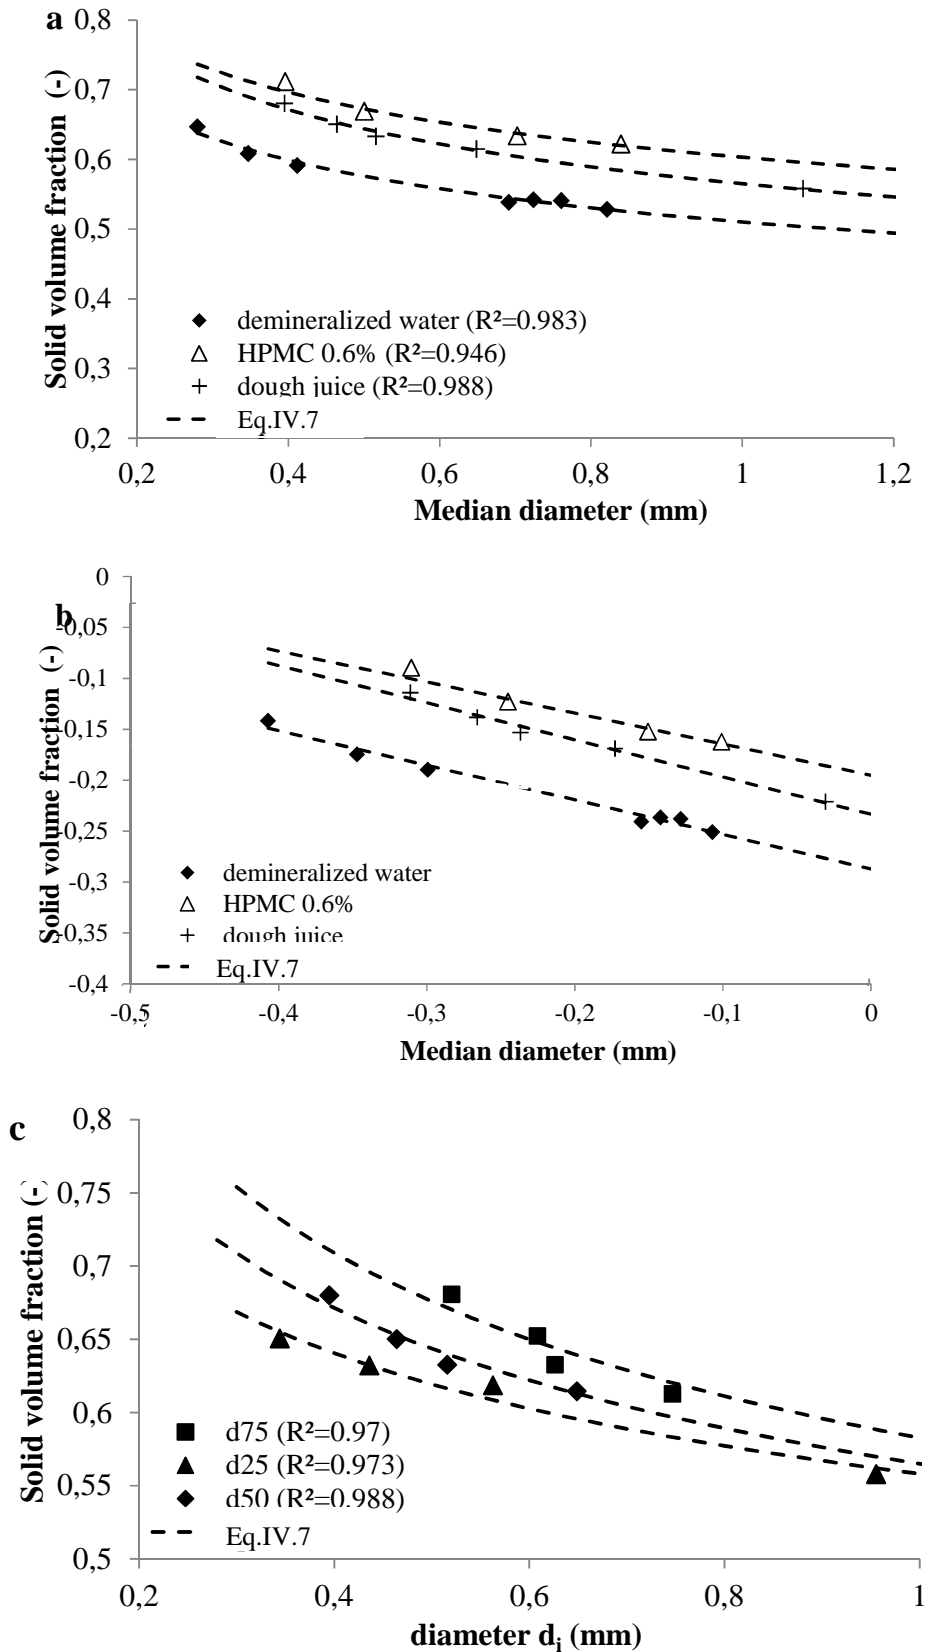 a
0,8
0,7
0,6
0,5
0,4
0,3
0,2
Solid volume fraction (-)
demineralized water (R²=0.983)
HPMC 0.6% (R²=0.946)
dough juice (R²=0.988)
Eq.IV.7
0,2 0,4 0,6 0,8 1 1,2
Median diameter (mm)
b
0
-0,05
-0,1
-0,15
-0,2
-0,25
-0,3
-0,35
-0,4
Solid volume fraction (-)
demineralized water
HPMC 0.6%
dough juice
Eq.IV.7
-0,5 -0,4 -0,3 -0,2 -0,1 0
Median diameter (mm)
c
0,8
0,75
0,7
0,65
0,6
0,55
0,5
Solid volume fraction (-)
d75 (R²=0.97)
d25 (R²=0.973)
d50 (R²=0.988)
Eq.IV.7
0,2 0,4 0,6 0,8 1
diameter di (mm)